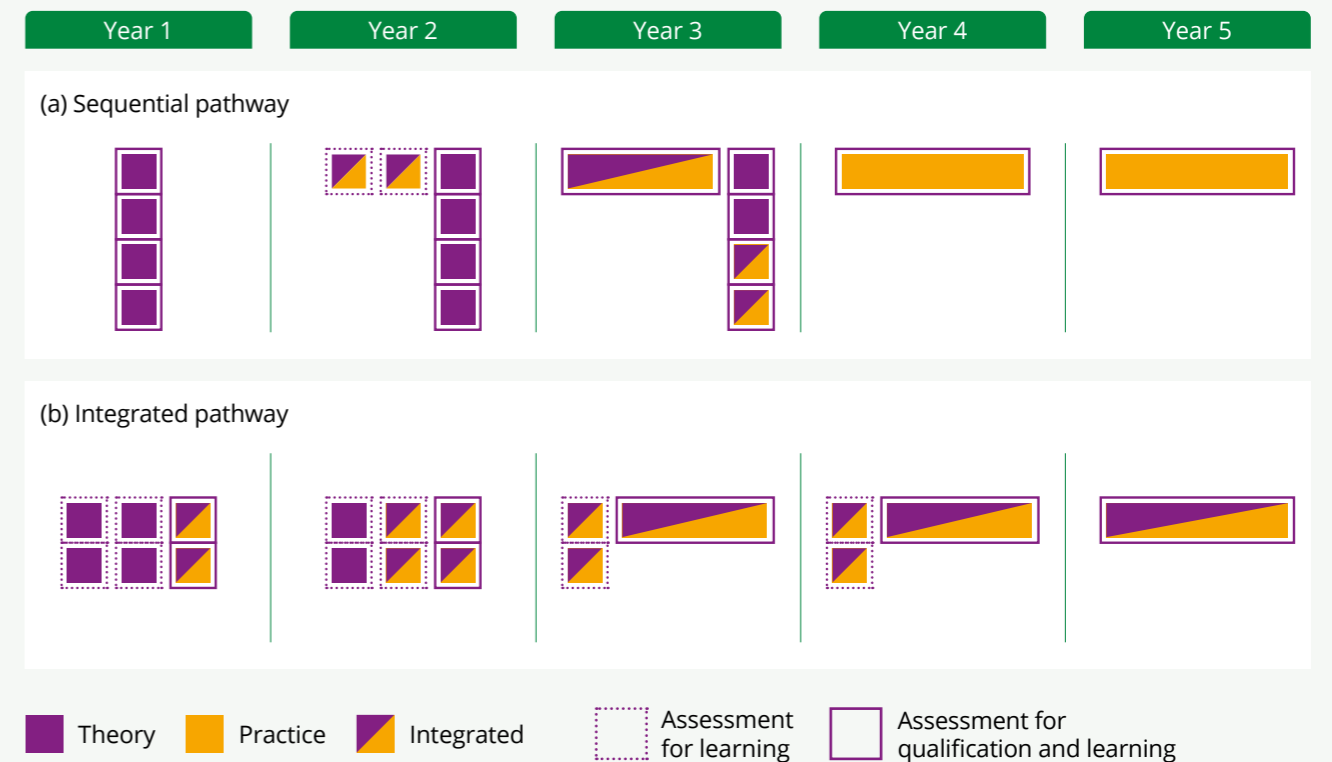 Year 1
Year 2
Year 3
Year 4
Year 5
(a) Sequential pathway
(b) Integrated pathway
Theory
Practice
Integrated
Assessment
for learning
Assessment for
qualification and learning